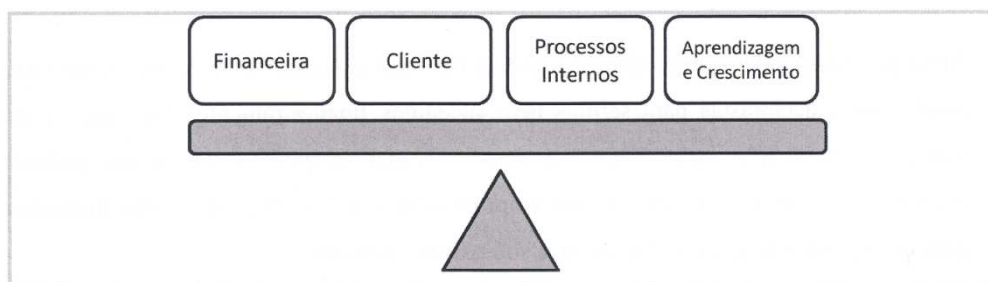 Financeira
Cliente
Processos
Internos
Aprendizagem
e Crescimento